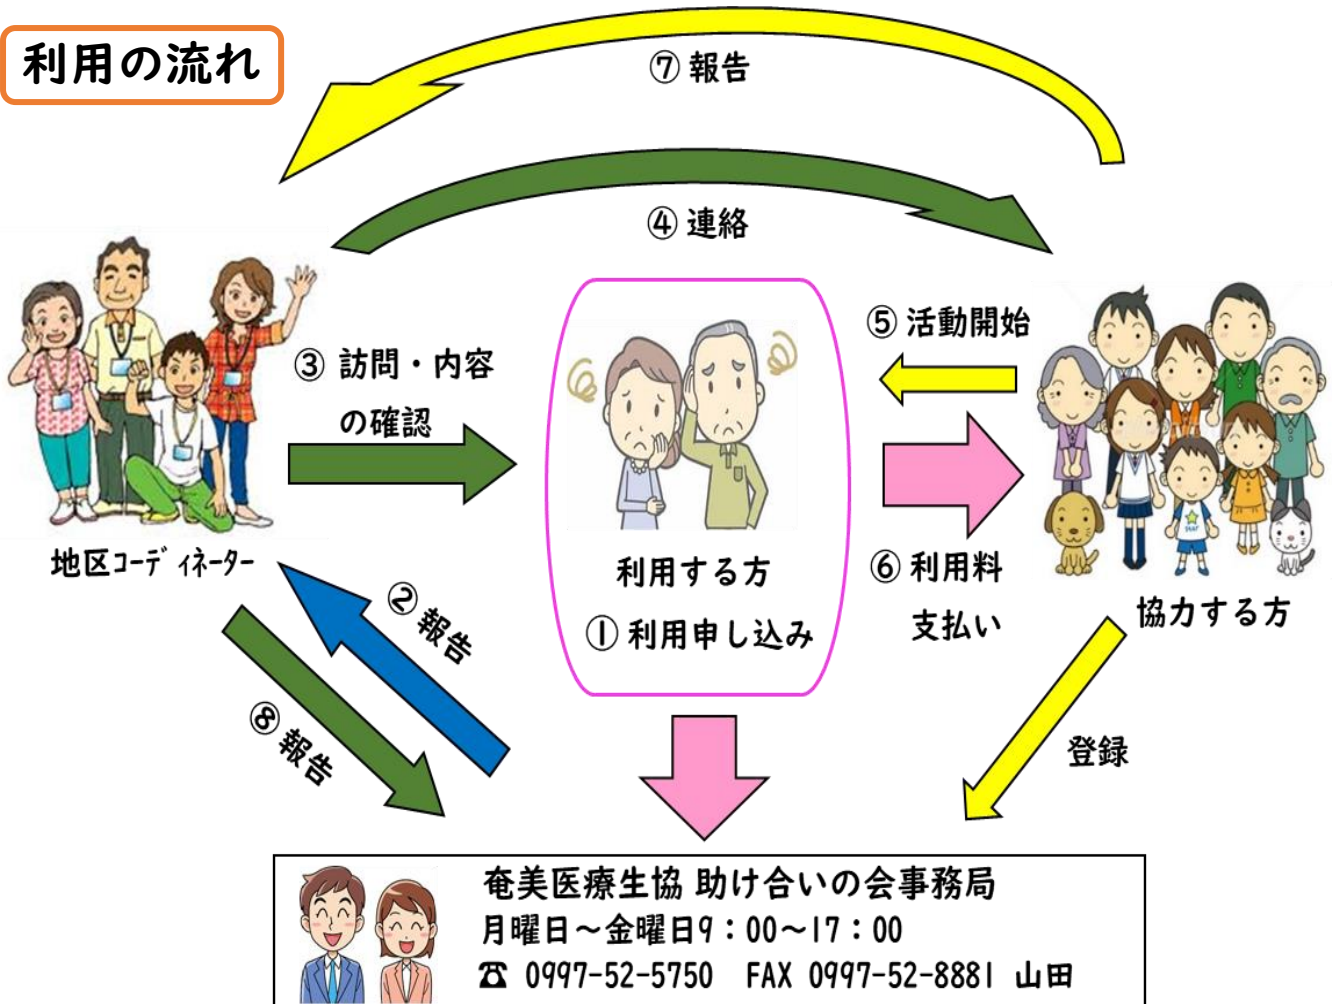 利用の流れ
⑦ 報告
④ 連絡
③ 訪問・内容
の確認
⑤ 活動開始
地区ｺｰﾃﾞｨﾈｰﾀｰ
利用する方
① 利用申し込み
⑥ 利用料
支払い
協力する方
② 報告
⑧ 報告
登録
奄美医療生協 助け合いの会事務局
月曜日～金曜日9：00～17：00
☎ 0997-52-5750 FAX 0997-52-8881 山田